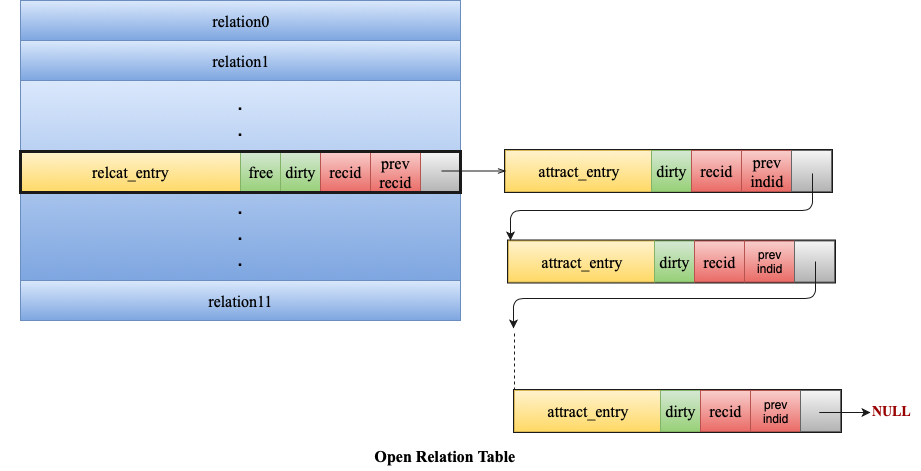 relation0
relation1
.
.
relcat_entry free dirty recid prev recid
attract_entry dirty recid prev indid
.
.
.
attract_entry dirty recid prev indid
relation11
attract_entry dirty recid prev indid
NULL
Open Relation Table